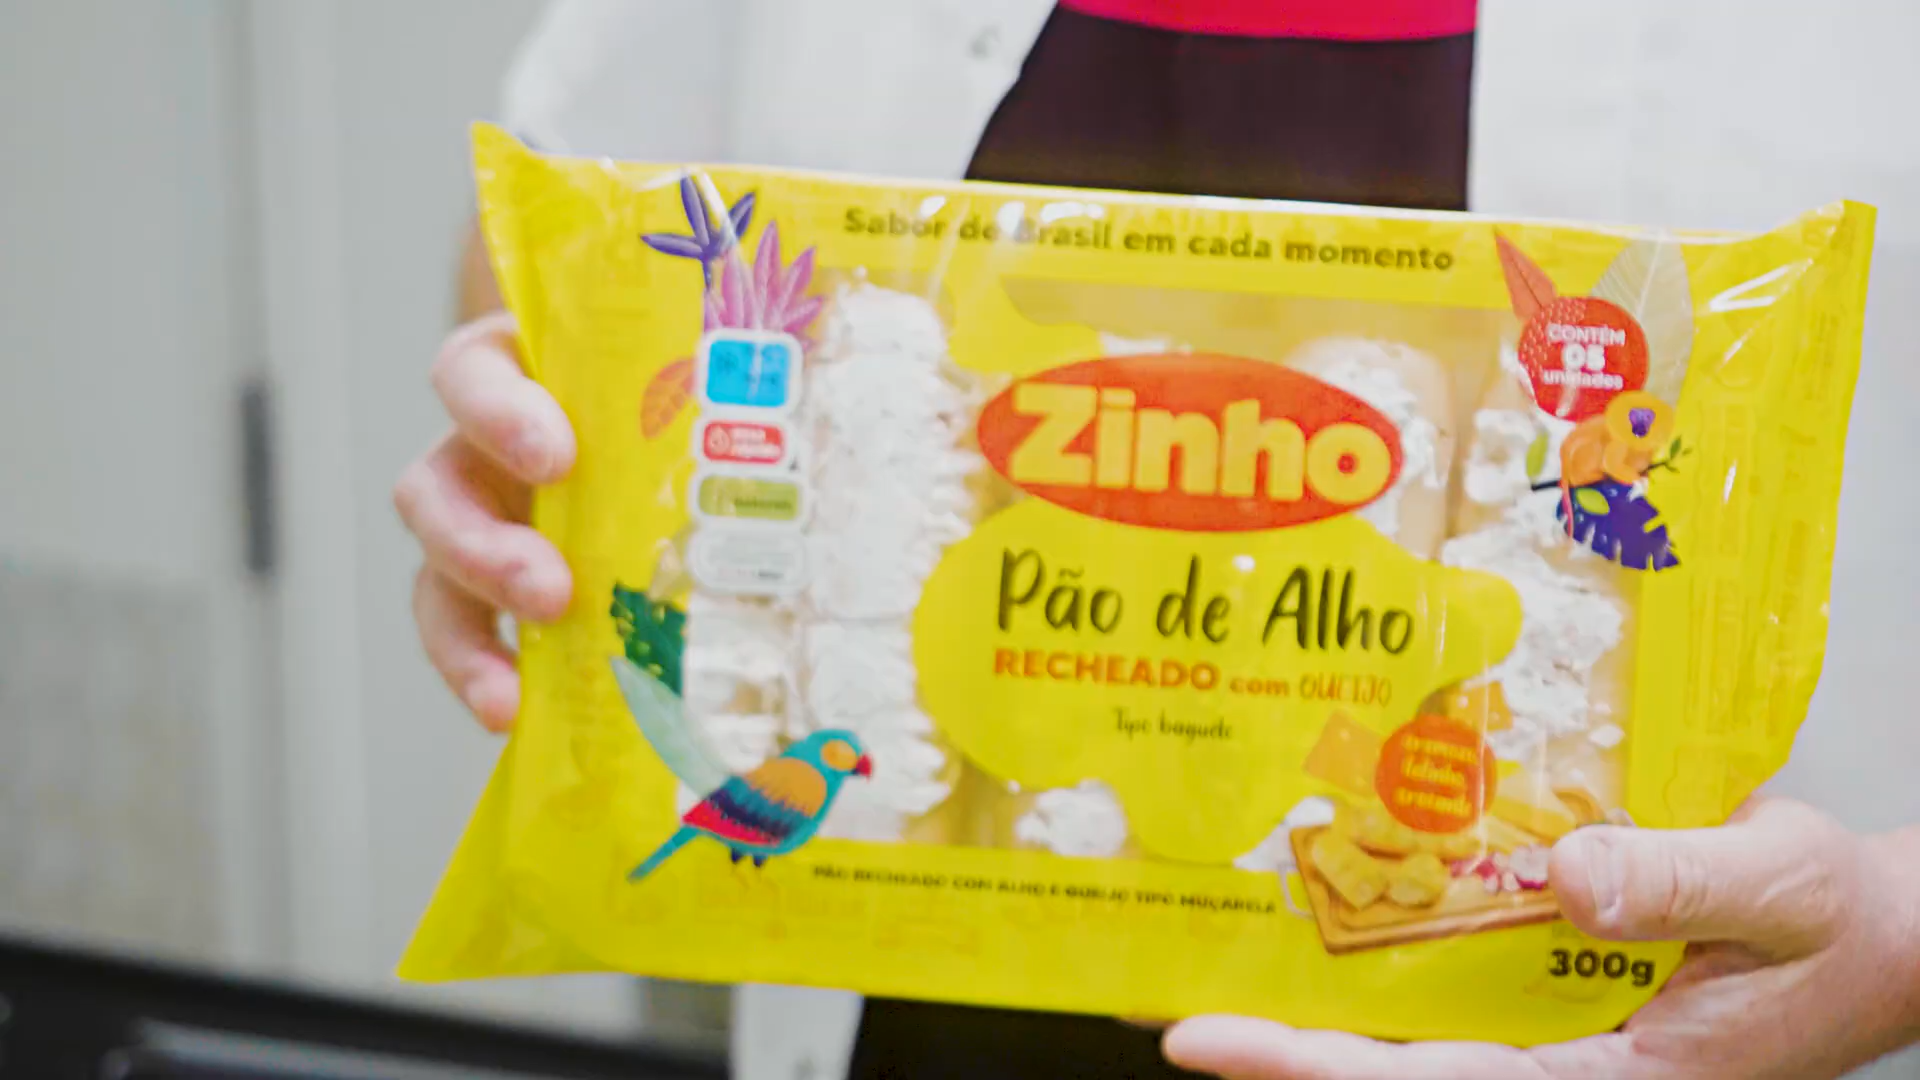 Sabor do Brasil em cada momento
CONTÉM
05
unidades
Zinho
Pão de Alho
RECHEADO com QUEIJO
Tipo baguete
PÃO RECHEADO COM ALHO E QUEIJO TIPO MUÇARELA
300g